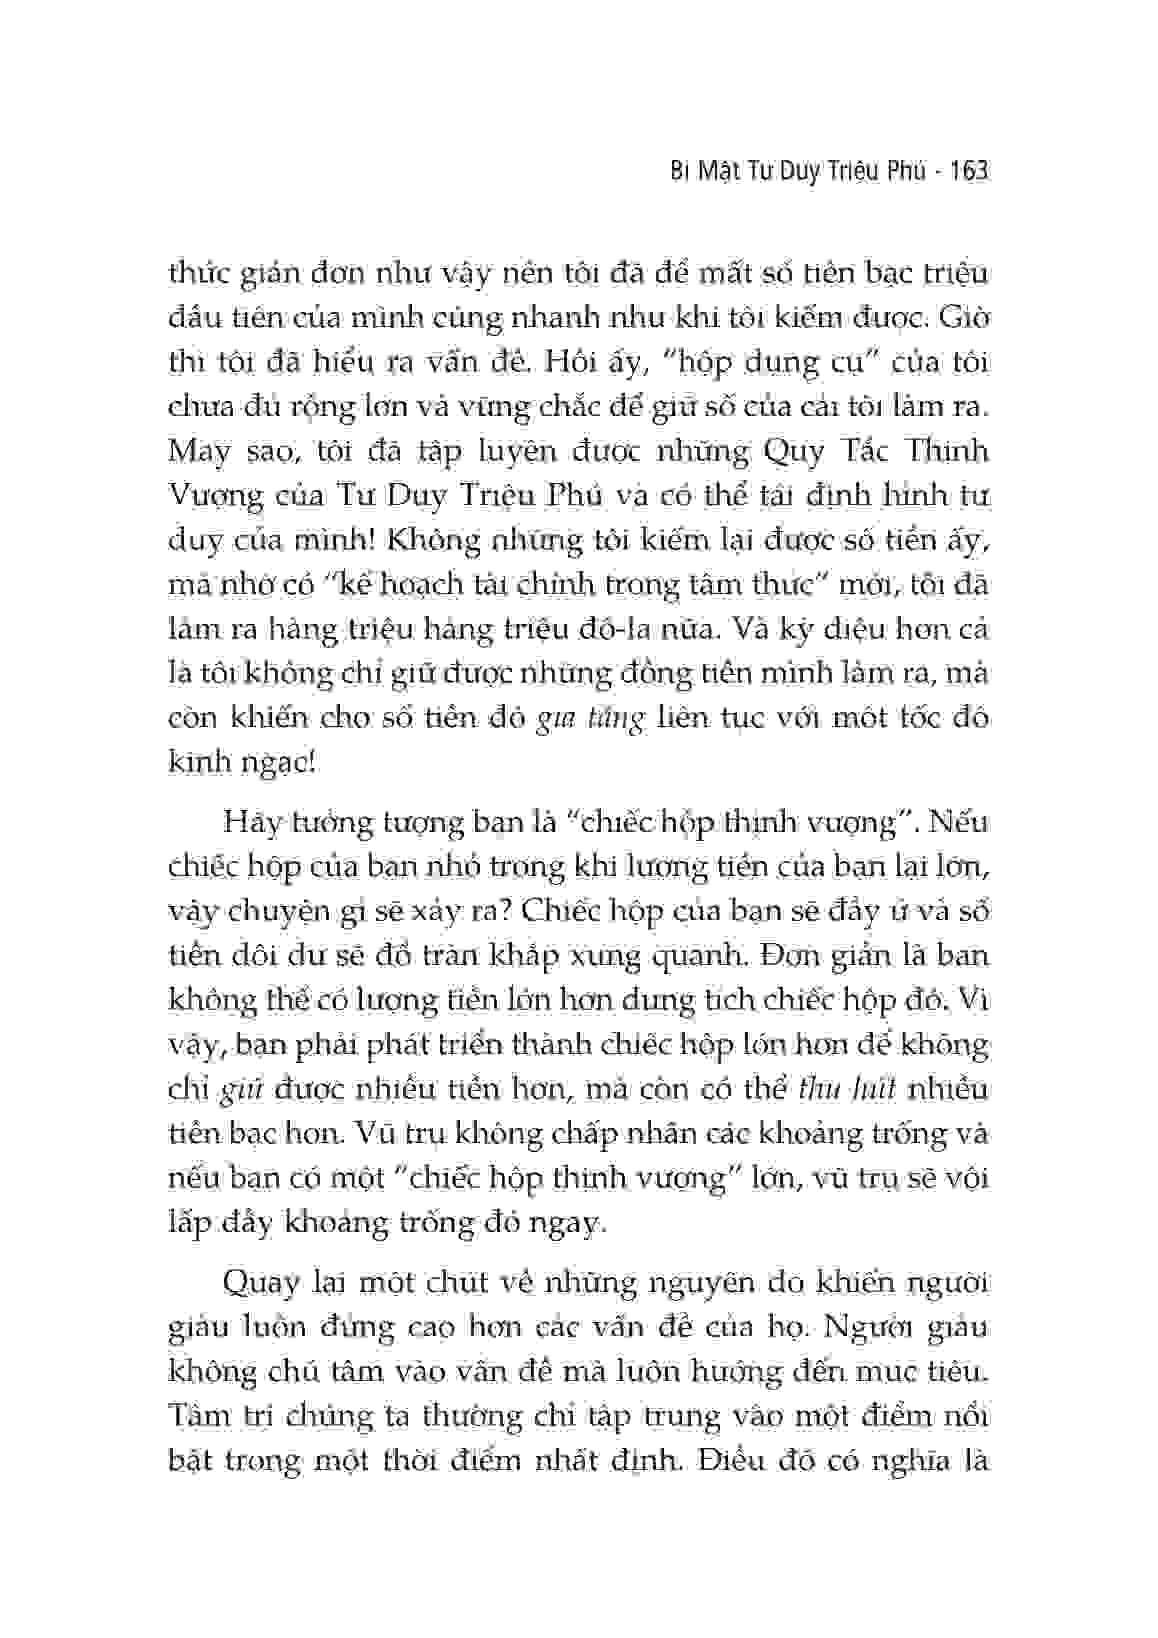 Bí Mật Tư Duy Triệu Phú - 163
thức giản đơn như vậy nên tôi đã để mất số tiền bạc triệu
đầu tiên của mình cũng nhanh như khi tôi kiếm được. Giờ
thì tôi đã hiểu ra vấn đề. Hồi ấy, “hộp dụng cụ” của tôi
chưa đủ rộng lớn và vững chắc để giữ số của cải tôi làm ra.
May sao, tôi đã tập luyện được những Quy Tắc Thịnh
Vượng của Tư Duy Triệu Phú và có thể tái định hình tư
duy của mình! Không những tôi kiếm lại được số tiền ấy,
mà nhờ có “kế hoạch tài chính trong tâm thức” mới, tôi đã
làm ra hàng triệu hàng triệu đô-la nữa. Và kỳ diệu hơn cả
là tôi không chỉ giữ được những đồng tiền mình làm ra, mà
còn khiến cho số tiền đó gia tăng liên tục với một tốc độ
kinh ngạc!
Hãy tưởng tượng bạn là “chiếc hộp thịnh vượng”. Nếu
chiếc hộp của bạn nhỏ trong khi lượng tiền của bạn lại lớn,
vậy chuyện gì sẽ xảy ra? Chiếc hộp của bạn sẽ đầy ứ và số
tiền dôi dư sẽ đổ tràn khắp xung quanh. Đơn giản là bạn
không thể có lượng tiền lớn hơn dung tích chiếc hộp đó. Vì
vậy, bạn phải phát triển thành chiếc hộp lớn hơn để không
chỉ giữ được nhiều tiền hơn, mà còn có thể thu hút nhiều
tiền bạc hơn. Vũ trụ không chấp nhận các khoảng trống và
nếu bạn có một “chiếc hộp thịnh vượng” lớn, vũ trụ sẽ vội
lấp đầy khoảng trống đó ngay.
Quay lại một chút về những nguyên do khiến người
giàu luôn đứng cao hơn các vấn đề của họ. Người giàu
không chú tâm vào vấn đề mà luôn hướng đến mục tiêu.
Tâm trí chúng ta thường chỉ tập trung vào một điểm nổi
bật trong một thời điểm nhất định. Điều đó có nghĩa là